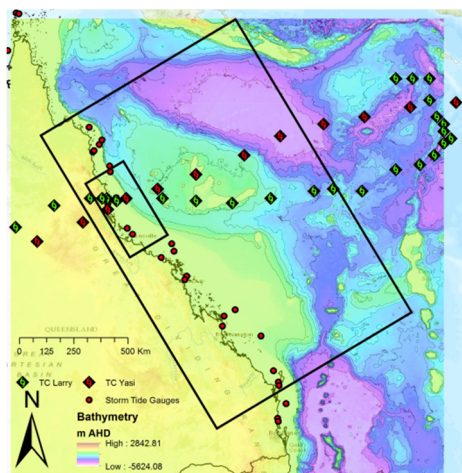 QUEENSLAND
0 125 250 500 Km
TC Larry
TC Yasi
N
Storm Tide Gauges
Bathymetry
m AHD
High : 2842.81
Low : -5624.08